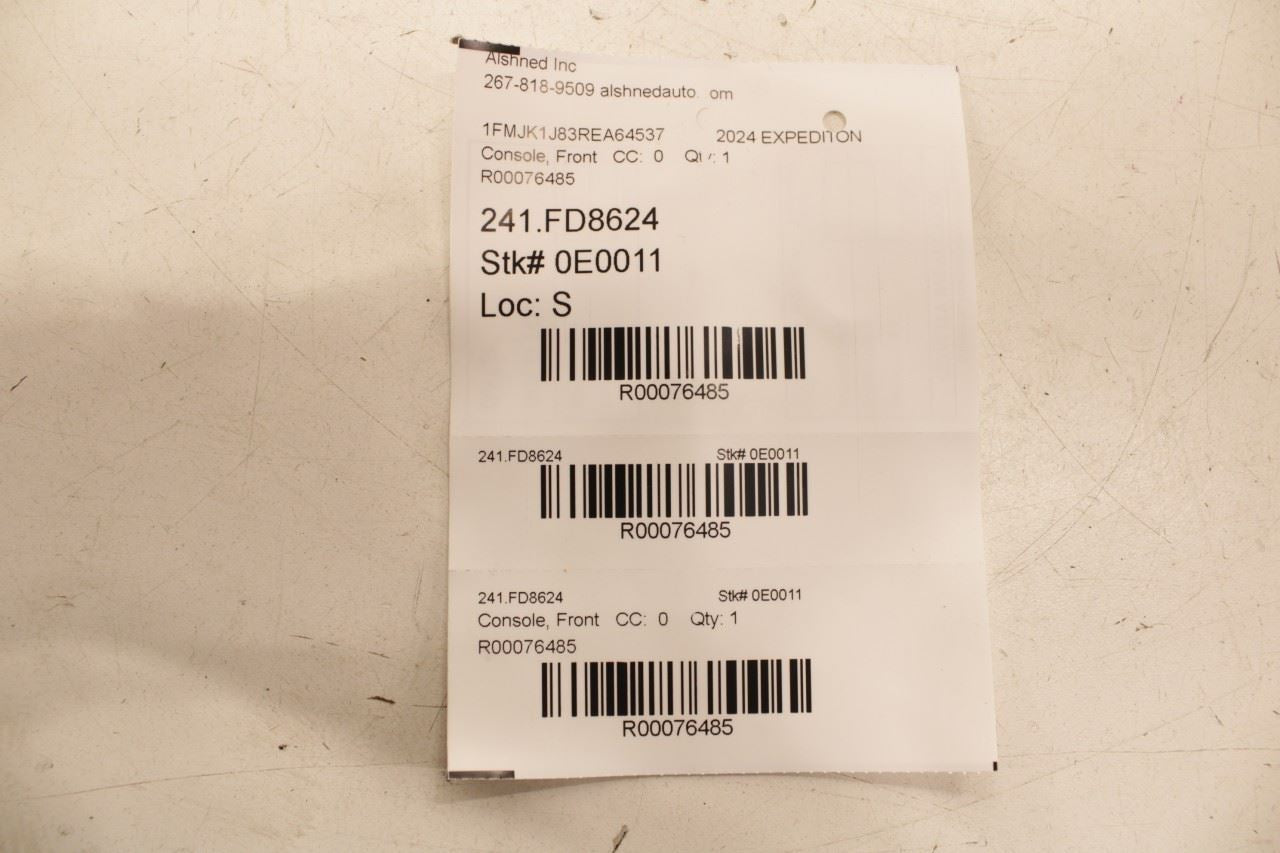 Alshned Inc
267-818-9509 alshnedauto. om
1FMJK1J83REA64537 2024 EXPEDITON
Console, Front CC: 0 Qty: 1
R00076485
241.FD8624
Stk# 0E0011
Loc: S
R00076485
241.FD8624 Stk# 0E0011
R00076485
241.FD8624 Stk# 0E0011
Console, Front CC: 0 Qty: 1
R00076485
R00076485